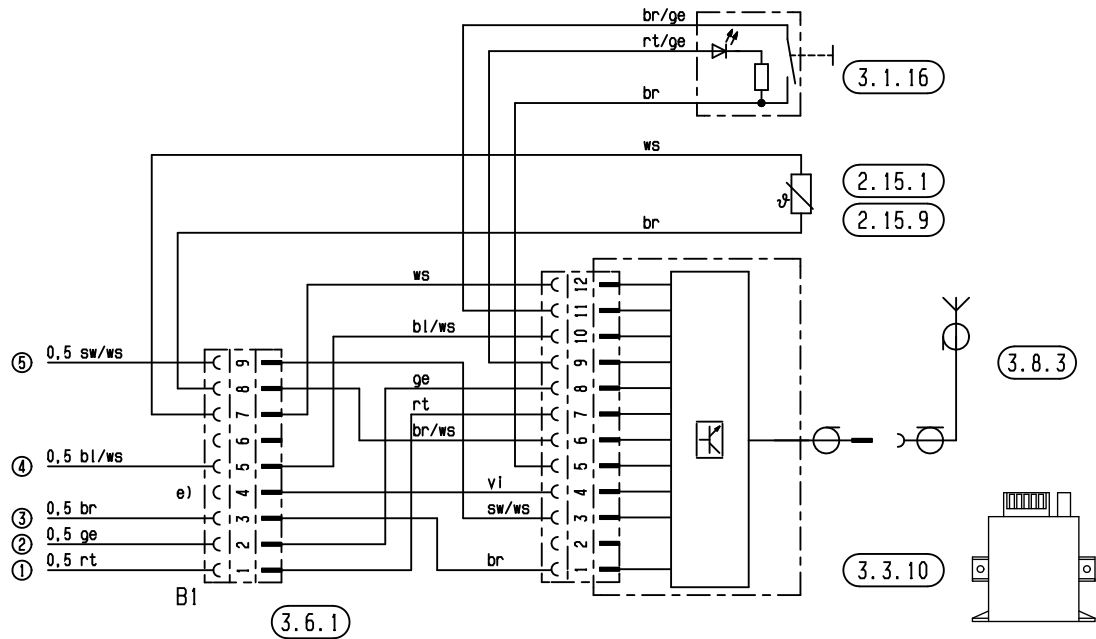 br/ge
rt/ge
3.1.16
br
ws
2.15.1
ϑ
2.15.9
br
ws
12
11
bl/ws
10
⑤ 0,5 sw/ws
9
9
3.8.3
8
ge
8
7
rt
7
6
br/ws
6
④ 0,5 bl/ws
5
5
e)
4
vi
4
③ 0,5 br
3
sw/ws
3
② 0,5 ge
2
2
① 0,5 rt
1
br
1
3.3.10
B1
3.6.1